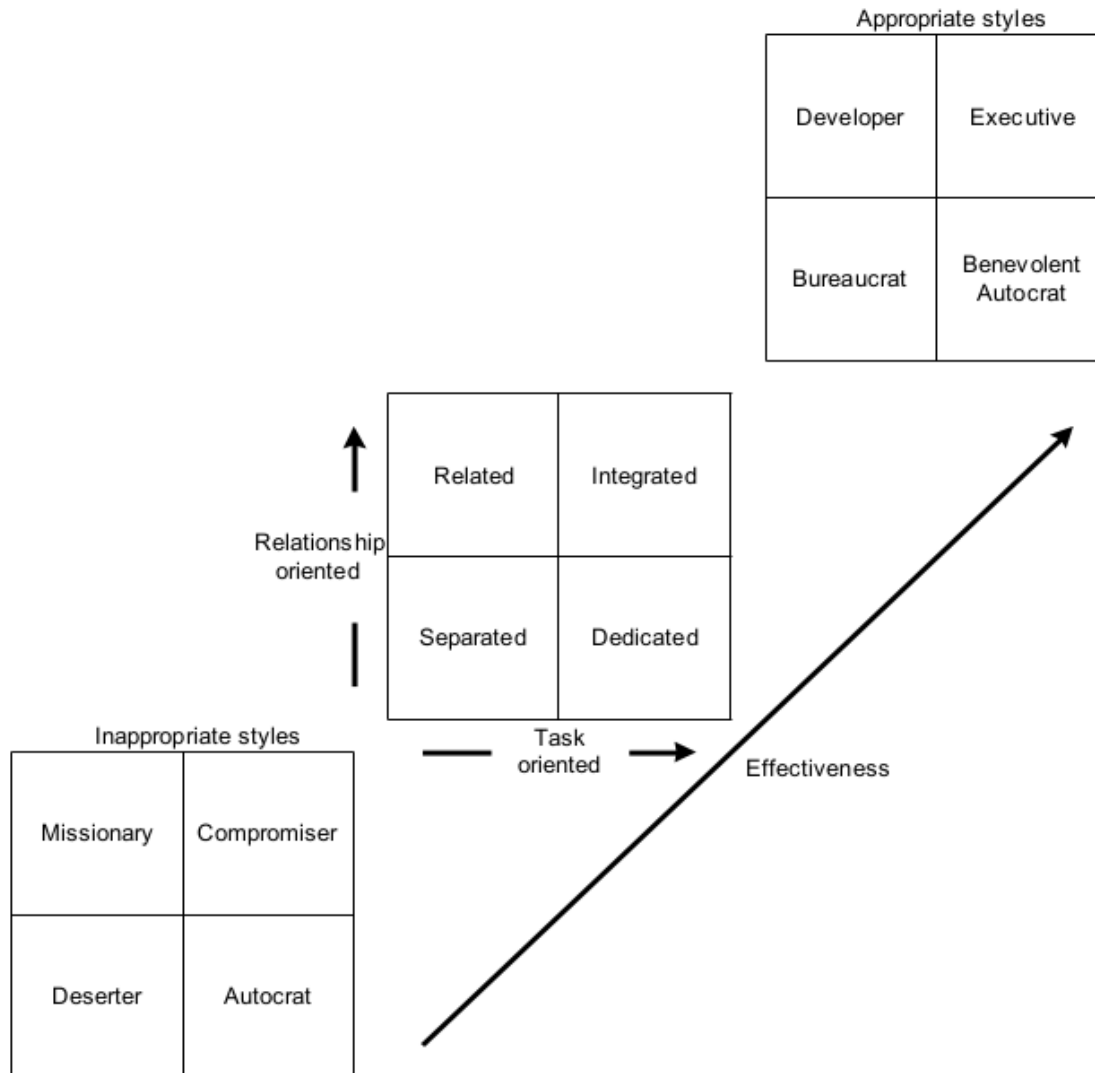 Appropriate styles
Developer
Executive
Bureaucrat
Benevolent
Autocrat
Related
Integrated
Relationship
oriented
Separated
Dedicated
Inappropriate styles
Task
oriented
Effectiveness
Missionary
Compromiser
Deserter
Autocrat